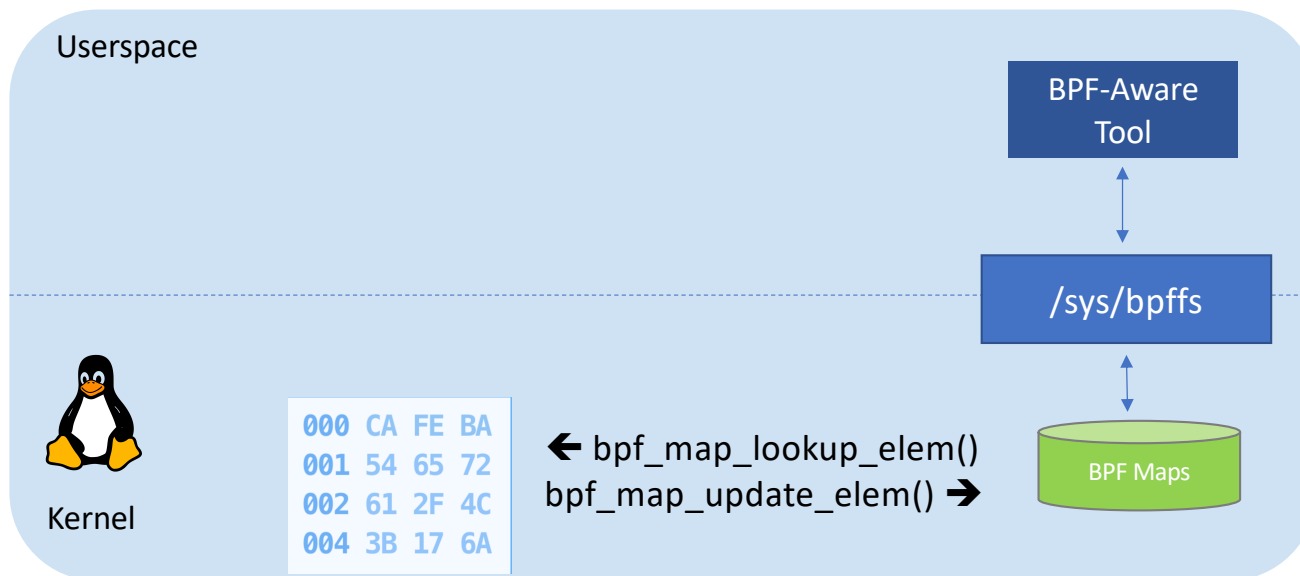 Userspace
BPF-Aware
Tool
/sys/bpffs
Kernel
000 CA FE BA
001 54 65 72
002 61 2F 4C
004 3B 17 6A
🡸 bpf_map_lookup_elem()
bpf_map_update_elem() 🡺
BPF Maps